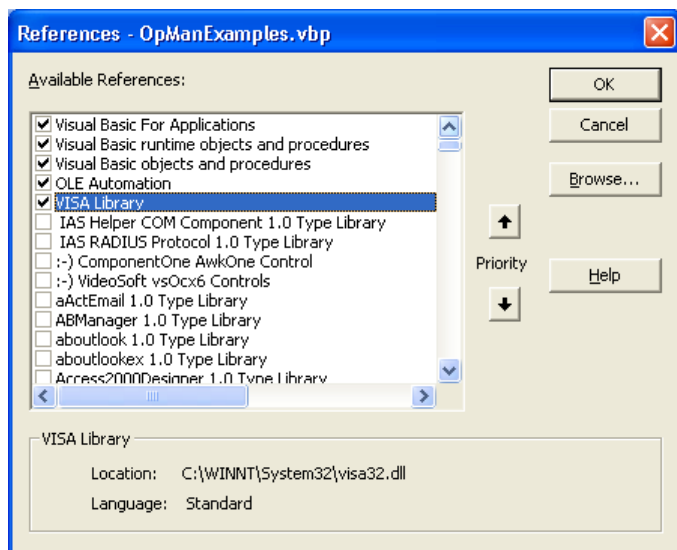 References - OpManExamples.vbp
Available References:
Visual Basic For Applications
Visual Basic runtime objects and procedures
Visual Basic objects and procedures
OLE Automation
VISA Library
IAS Helper COM Component 1.0 Type Library
IAS RADIUS Protocol 1.0 Type Library
:-) ComponentOne AwkOne Control
:-) VideoSoft vsOcx6 Controls
aActEmail 1.0 Type Library
ABManager 1.0 Type Library
aboutlook 1.0 Type Library
aboutlookex 1.0 Type Library
Access2000Designer 1.0 Type Library
OK
Cancel
Browse...
Priority
Help
VISA Library
Location: C:\WINNT\System32\visa32.dll
Language: Standard